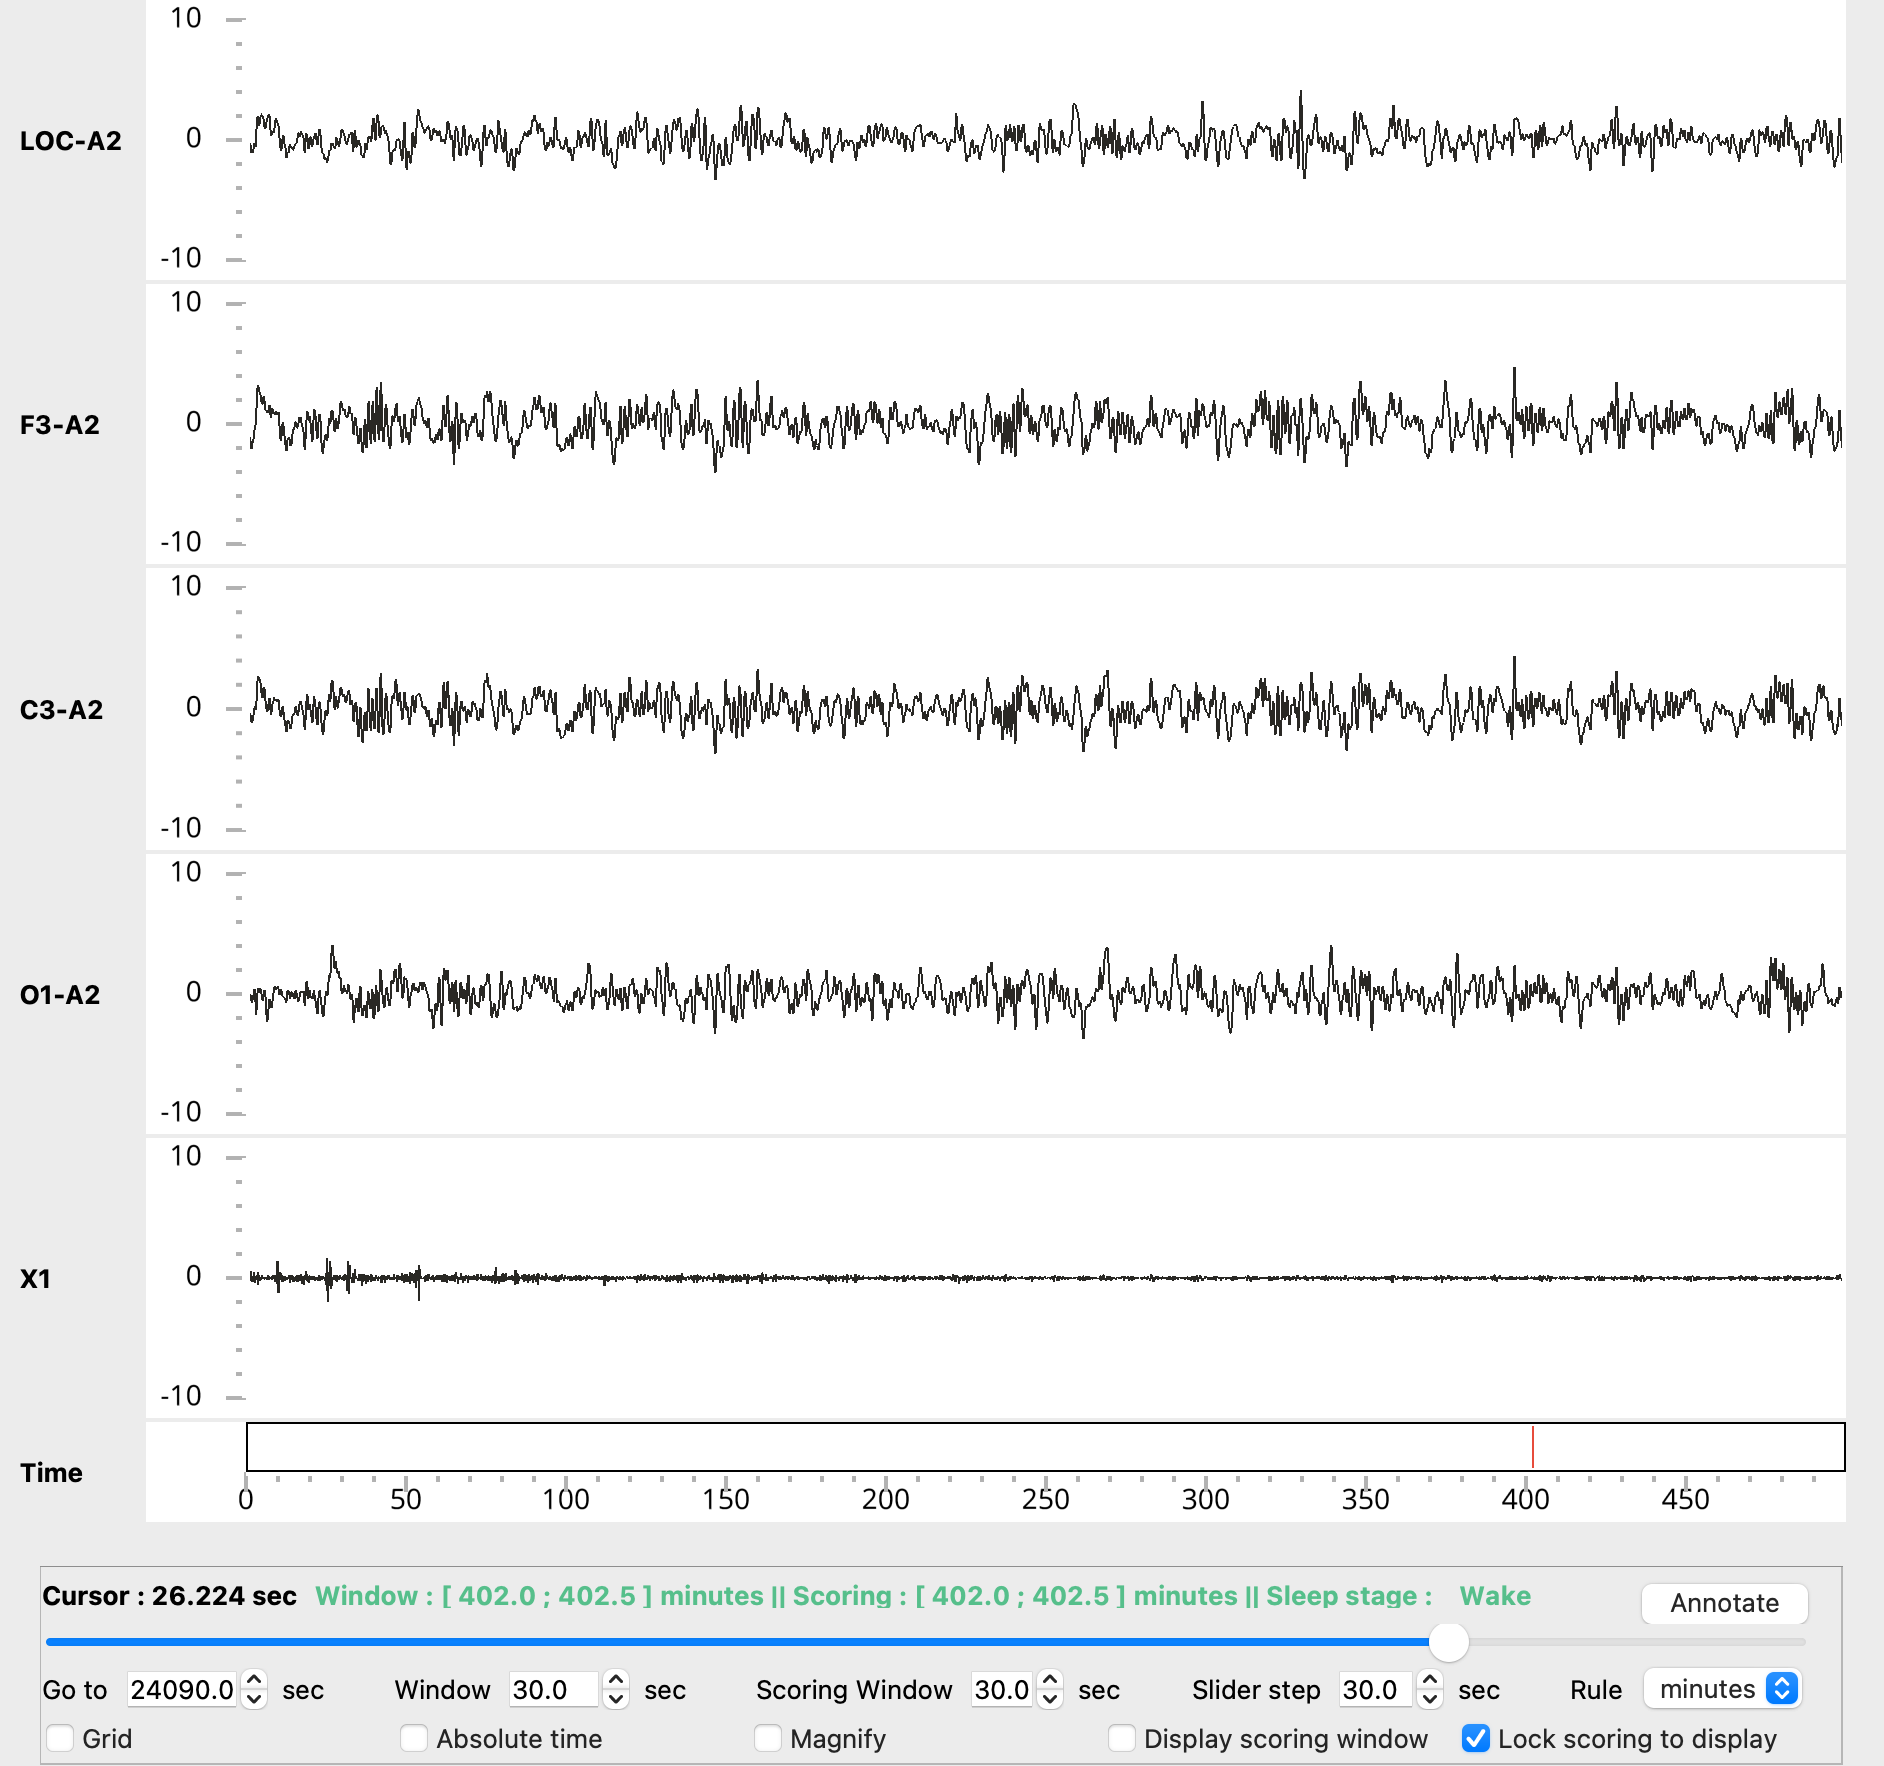 10
LOC-A2
0
-10
10
F3-A2
0
-10
10
C3-A2
0
-10
10
O1-A2
0
-10
10
X1
0
-10
Time
0 50 100 150 200 250 300 350 400 450
Cursor : 26.224 sec Window : [ 402.0 ; 402.5 ] minutes || Scoring : [ 402.0 ; 402.5 ] minutes || Sleep stage : Wake Annotate
Go to 24090.0 sec Window 30.0 sec Scoring Window 30.0 sec Slider step 30.0 sec Rule minutes
Grid Absolute time Magnify Display scoring window Lock scoring to display